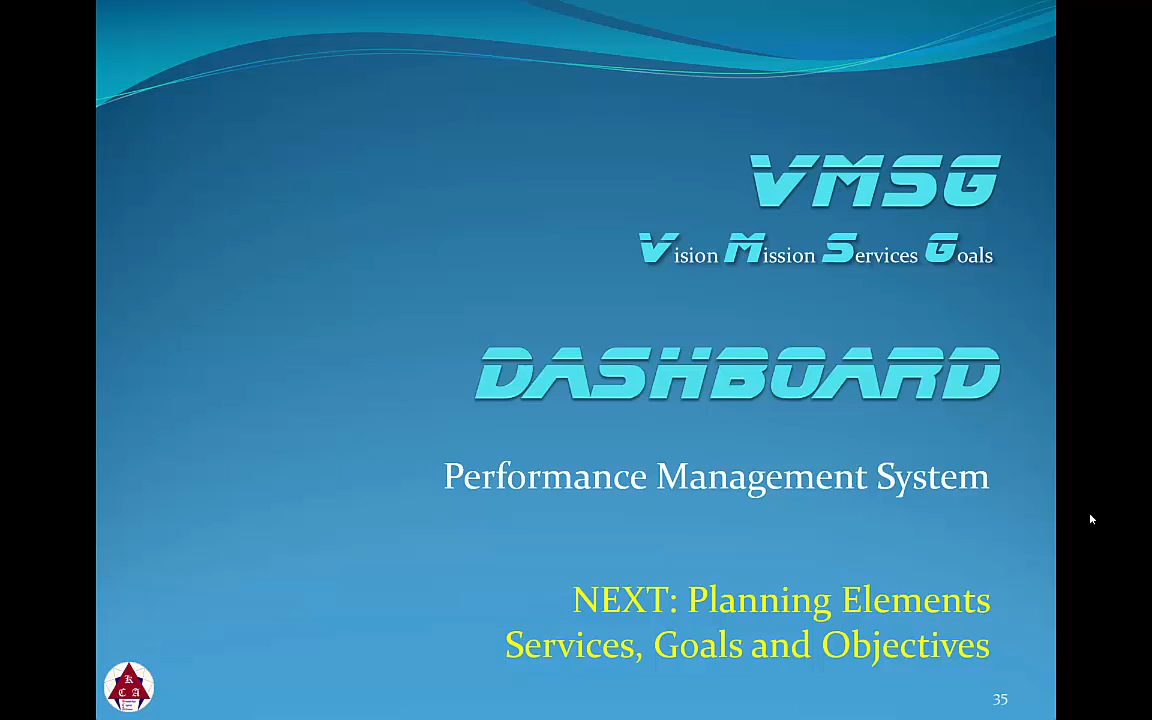 VMSG
Vision Mission Services Goals
DASHBOARD
Performance Management System
NEXT: Planning Elements
Services, Goals and Objectives
K
C A
35